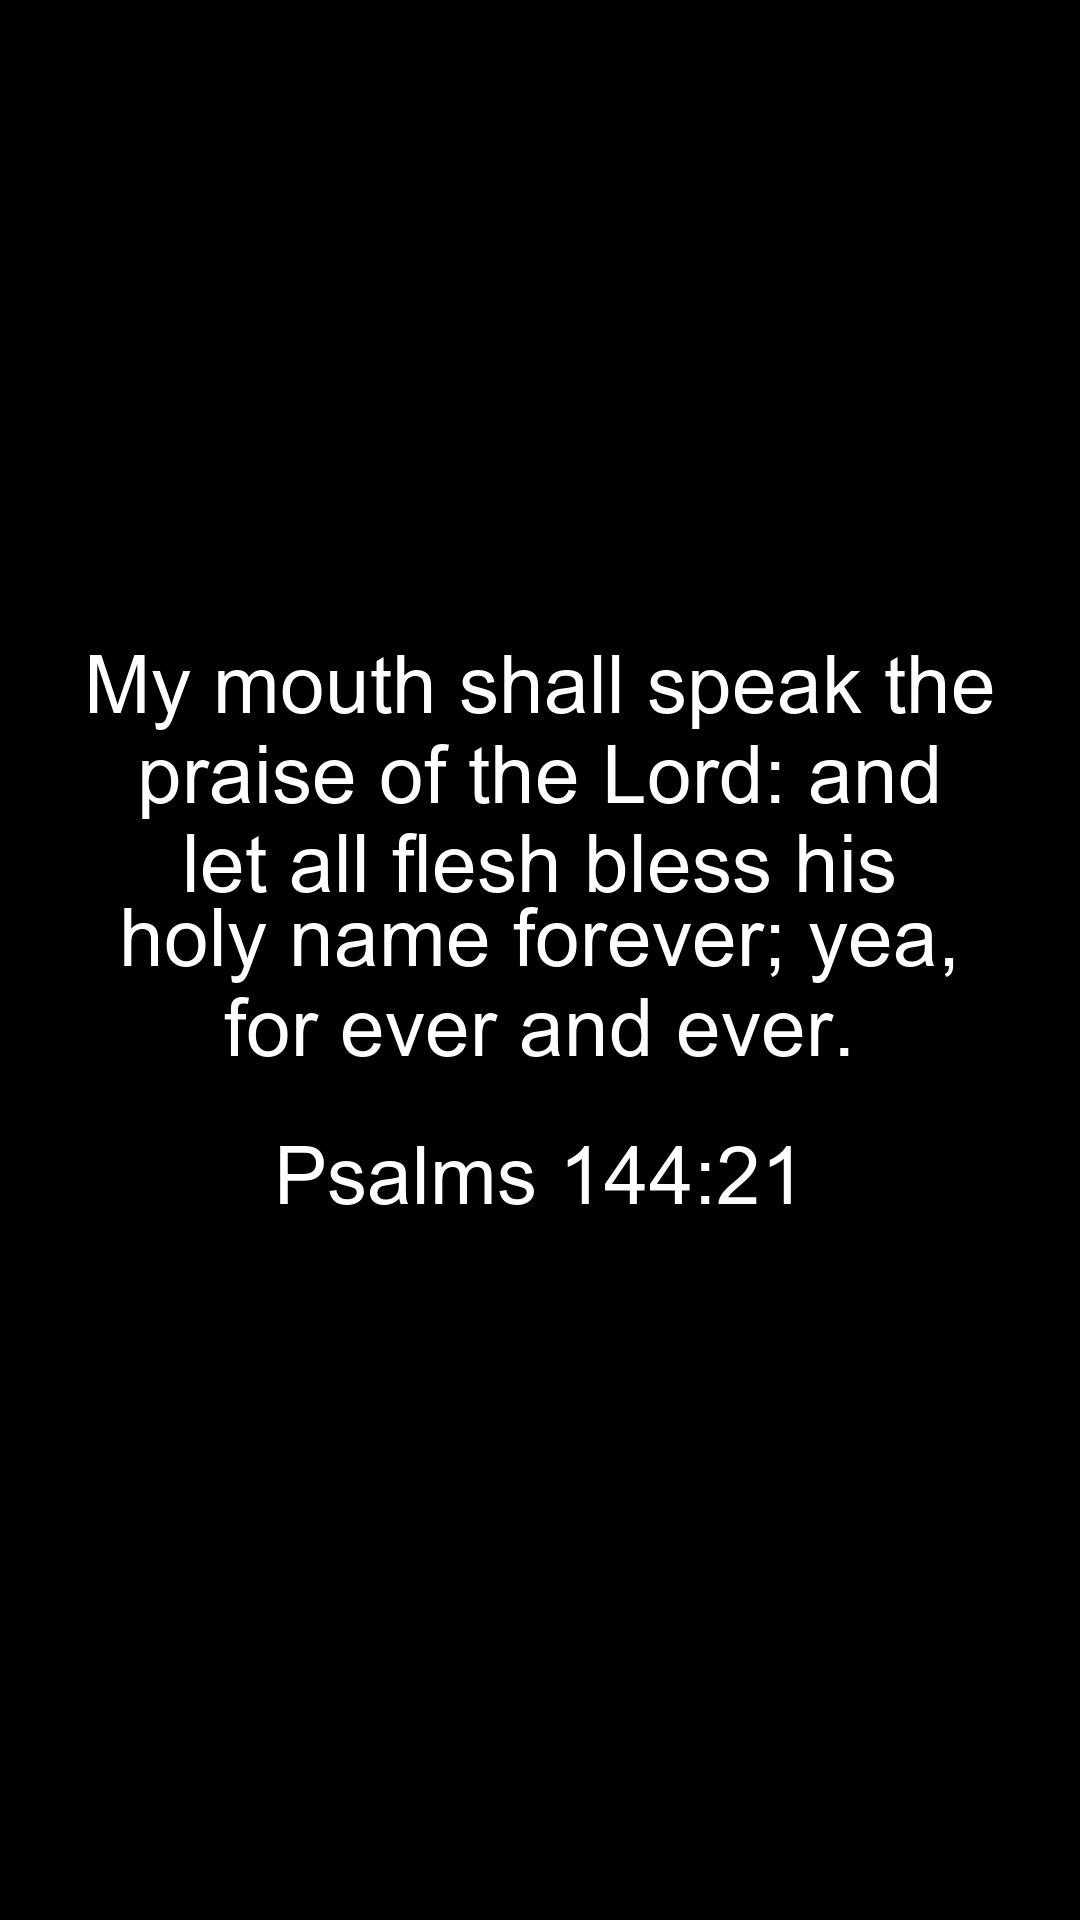 My mouth shall speak the
praise of the Lord: and
let all flesh bless his
holy name forever; yea,
for ever and ever.
Psalms 144:21